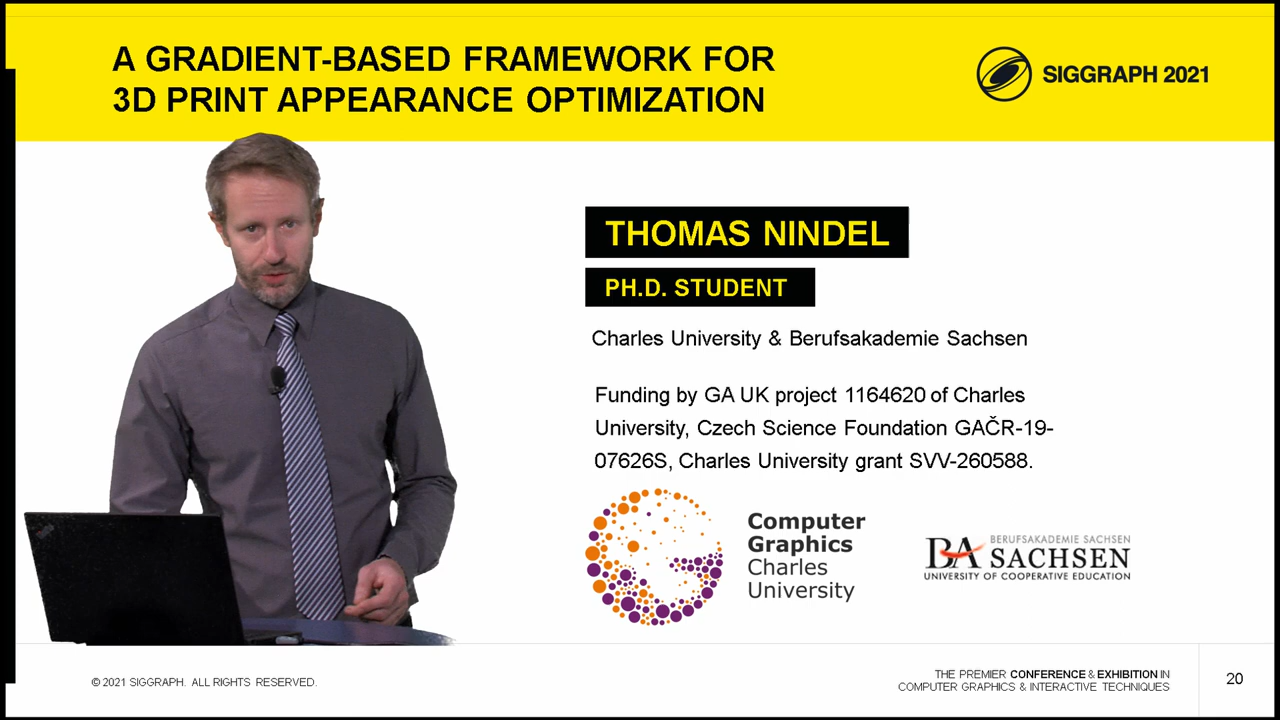 A GRADIENT-BASED FRAMEWORK FOR
3D PRINT APPEARANCE OPTIMIZATION
SIGGRAPH 2021
THOMAS NINDEL
PH.D. STUDENT
Charles University & Berufsakademie Sachsen
Funding by GA UK project 1164620 of Charles
University, Czech Science Foundation GAČR-19-
07626S, Charles University grant SVV-260588.
Computer
Graphics
Charles
University
BERUFSAKADEMIE SACHSEN
BA SACHSEN
UNIVERSITY OF COOPERATIVE EDUCATION
© 2021 SIGGRAPH. ALL RIGHTS RESERVED.
THE PREMIER CONFERENCE & EXHIBITION IN
COMPUTER GRAPHICS & INTERACTIVE TECHNIQUES
20